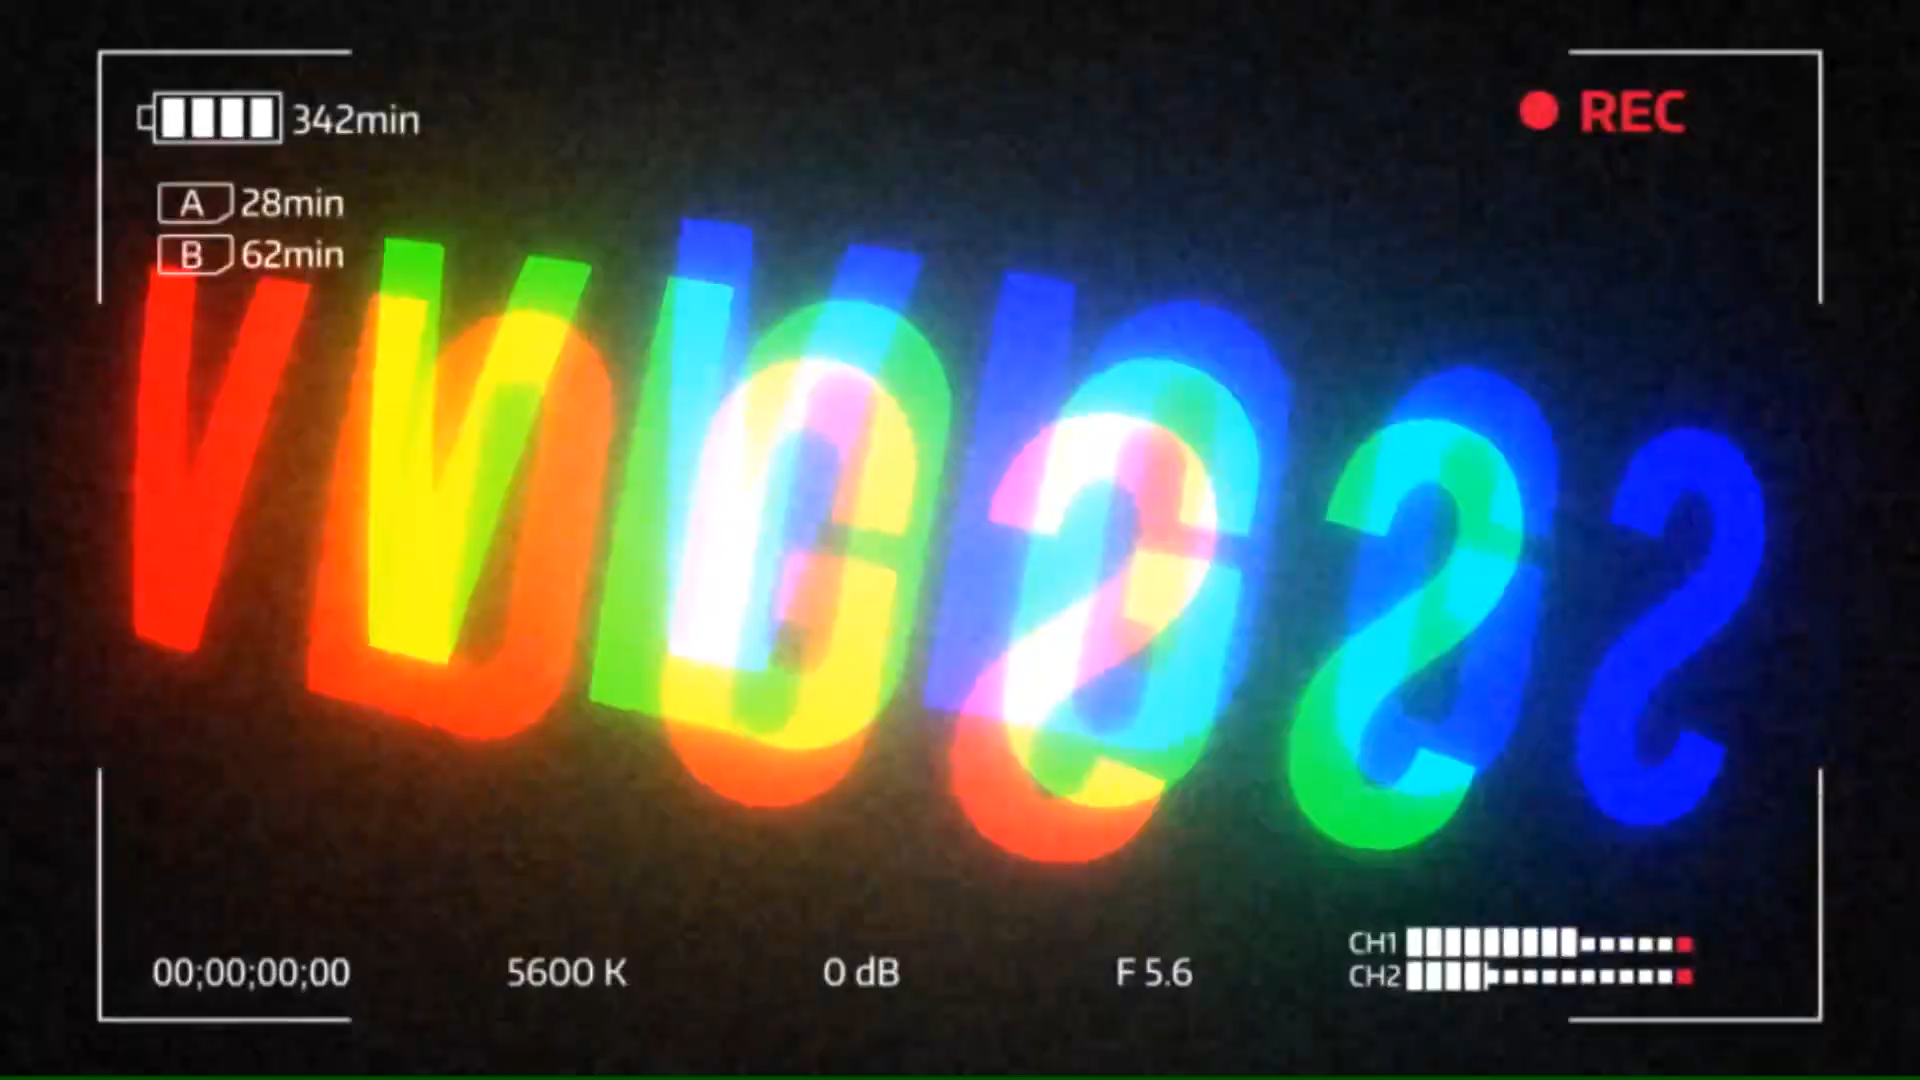 342min
REC
A 28min
B 62min
00;00;00;00
5600 K
0 dB
F 5.6
CH1
CH2